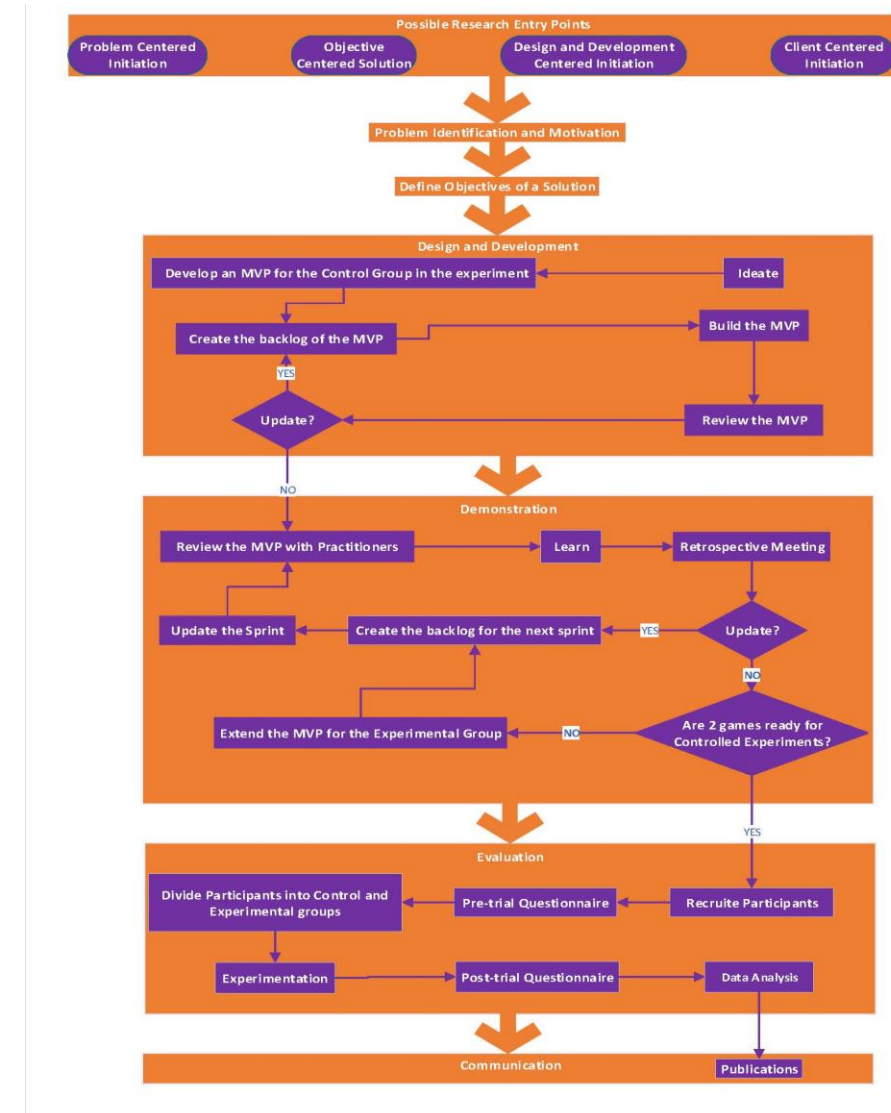 Possible Research Entry Points
Problem Centered
Initiation
Objective
Centered Solution
Design and Development
Centered Initiation
Client Centered
Initiation
Problem Identification and Motivation
Define Objectives of a Solution
Design and Development
Develop an MVP for the Control Group in the experiment
Ideate
Create the backlog of the MVP
Build the MVP
YES
Update?
Review the MVP
NO
Demonstration
Review the MVP with Practitioners
Learn
Retrospective Meeting
Update the Sprint
Create the backlog for the next sprint
YES
Update?
NO
Extend the MVP for the Experimental Group
NO
Are 2 games ready for
Controlled Experiments?
YES
Evaluation
Divide Participants into Control and
Experimental groups
Pre-trial Questionnaire
Recruite Participants
Experimentation
Post-trial Questionnaire
Data Analysis
Communication
Publications